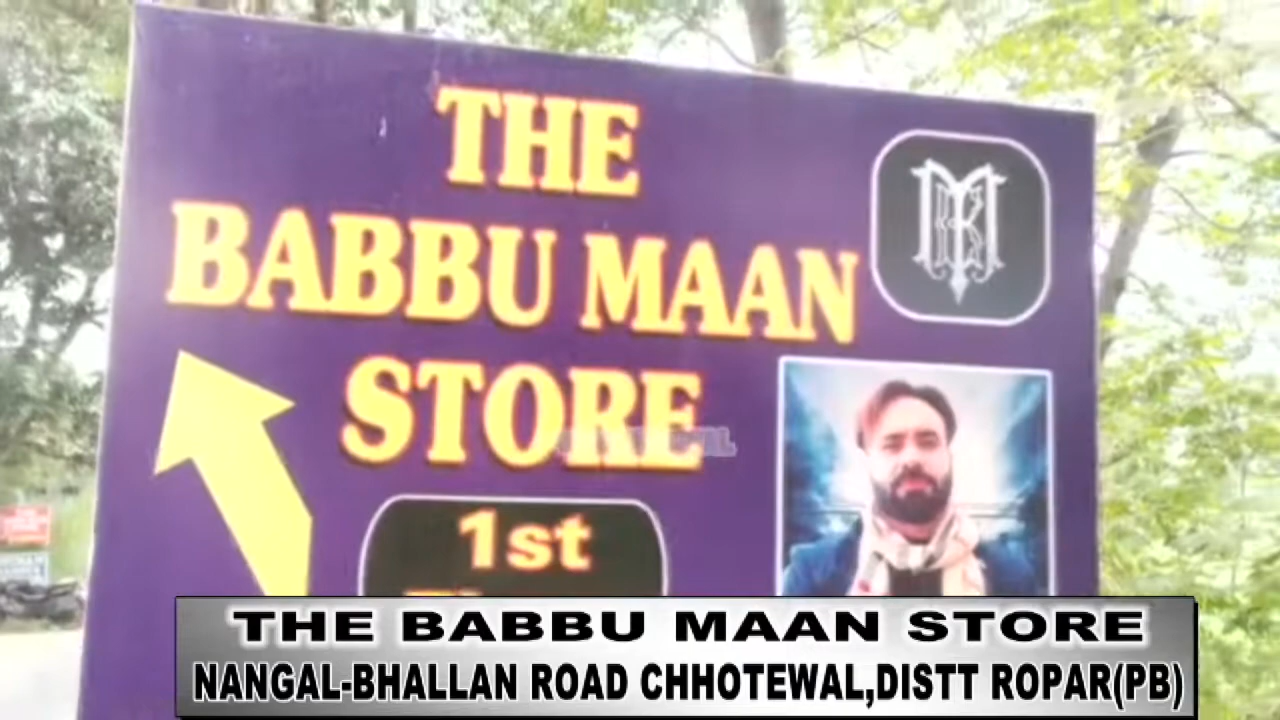 THE
BABBU MAAN
STORE
1st
THE BABBU MAAN STORE
NANGAL-BHALLAN ROAD CHHOTEWAL,DISTT ROPAR(PB)